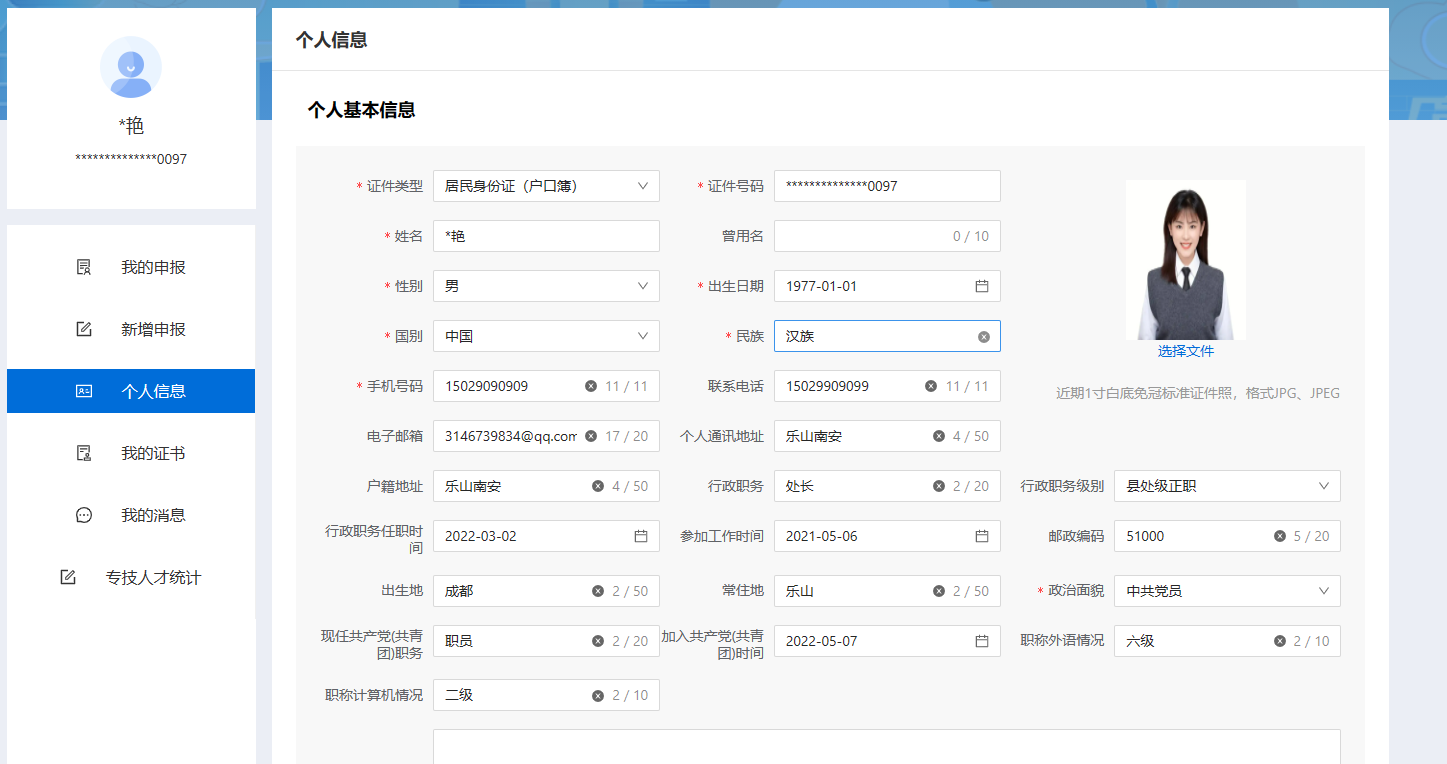 个人信息
*艳
**************0097
我的申报
新增申报
个人信息
我的证书
我的消息
专技人才统计
个人基本信息
* 证件类型 居民身份证（户口簿） * 证件号码 **************0097
* 姓名 *艳 曾用名 0 / 10
* 性别 男 * 出生日期 1977-01-01
* 国别 中国 * 民族 汉族
选择文件
* 手机号码 15029090909 11 / 11 联系电话 15029909099 11 / 11
近期1寸白底免冠标准证件照，格式JPG、JPEG
电子邮箱 3146739834@qq.com 17 / 20 个人通讯地址 乐山南安 4 / 50
户籍地址 乐山南安 4 / 50 行政职务 处长 2 / 20 行政职务级别 县处级正职
行政职务任职时
间 2022-03-02 参加工作时间 2021-05-06 邮政编码 51000 5 / 20
出生地 成都 2 / 50 常住地 乐山 2 / 50 * 政治面貌 中共党员
现任共产党(共青
团)职务 职员 2 / 20 加入共产党(共青
团)时间 2022-05-07 职称外语情况 六级 2 / 10
职称计算机情况 二级 2 / 10